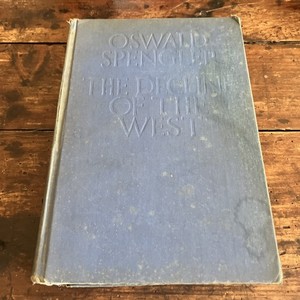 OSWALD
SPENGLER
THE DECLINE
OF THE
WEST